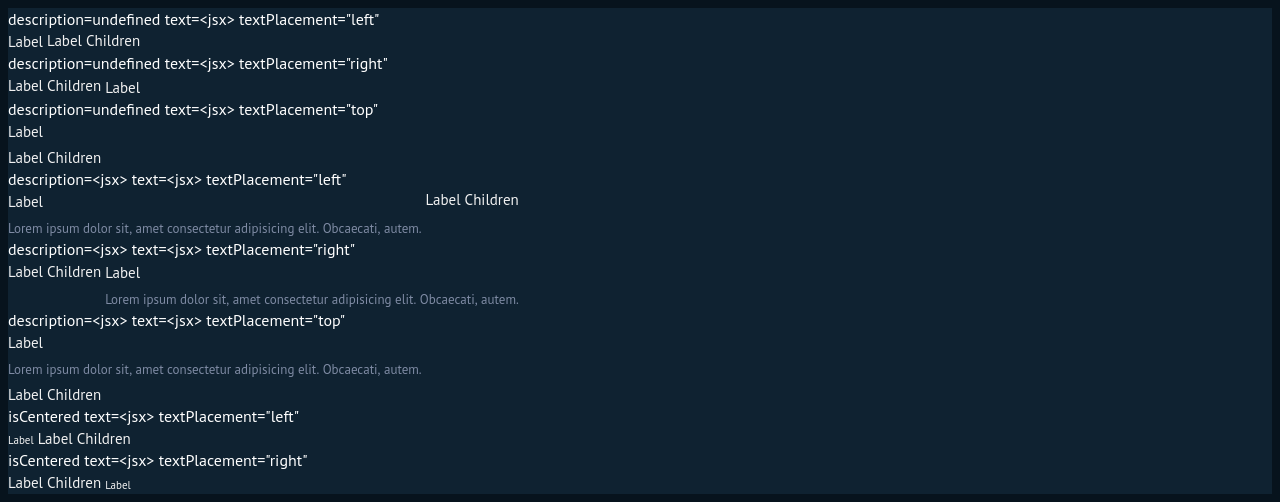 description=undefined text=<jsx> textPlacement="left"
Label Label Children
description=undefined text=<jsx> textPlacement="right"
Label Children Label
description=undefined text=<jsx> textPlacement="top"
Label
Label Children
description=<jsx> text=<jsx> textPlacement="left"
Label Label Children
Lorem ipsum dolor sit, amet consectetur adipisicing elit. Obcaecati, autem.
description=<jsx> text=<jsx> textPlacement="right"
Label Children Label
Lorem ipsum dolor sit, amet consectetur adipisicing elit. Obcaecati, autem.
description=<jsx> text=<jsx> textPlacement="top"
Label
Lorem ipsum dolor sit, amet consectetur adipisicing elit. Obcaecati, autem.
Label Children
isCentered text=<jsx> textPlacement="left"
Label Label Children
isCentered text=<jsx> textPlacement="right"
Label Children Label